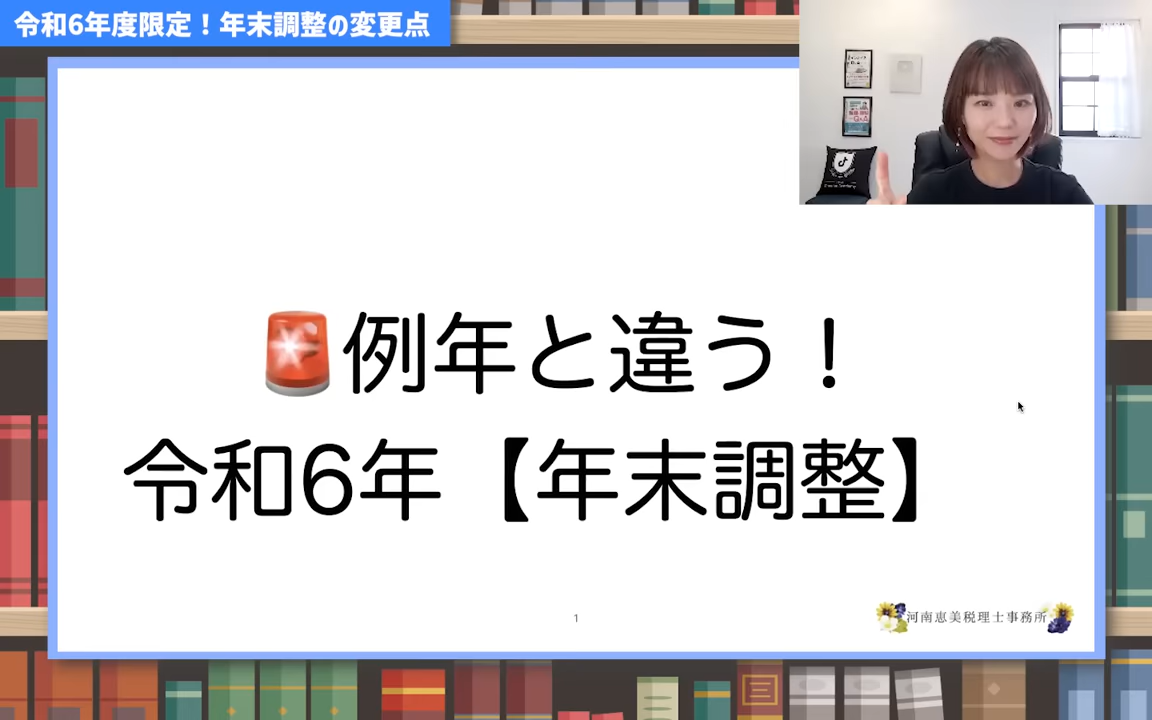 令和6年度限定！年末調整の変更点
例年と違う！
令和6年【年末調整】
1
河南恵美税理士事務所